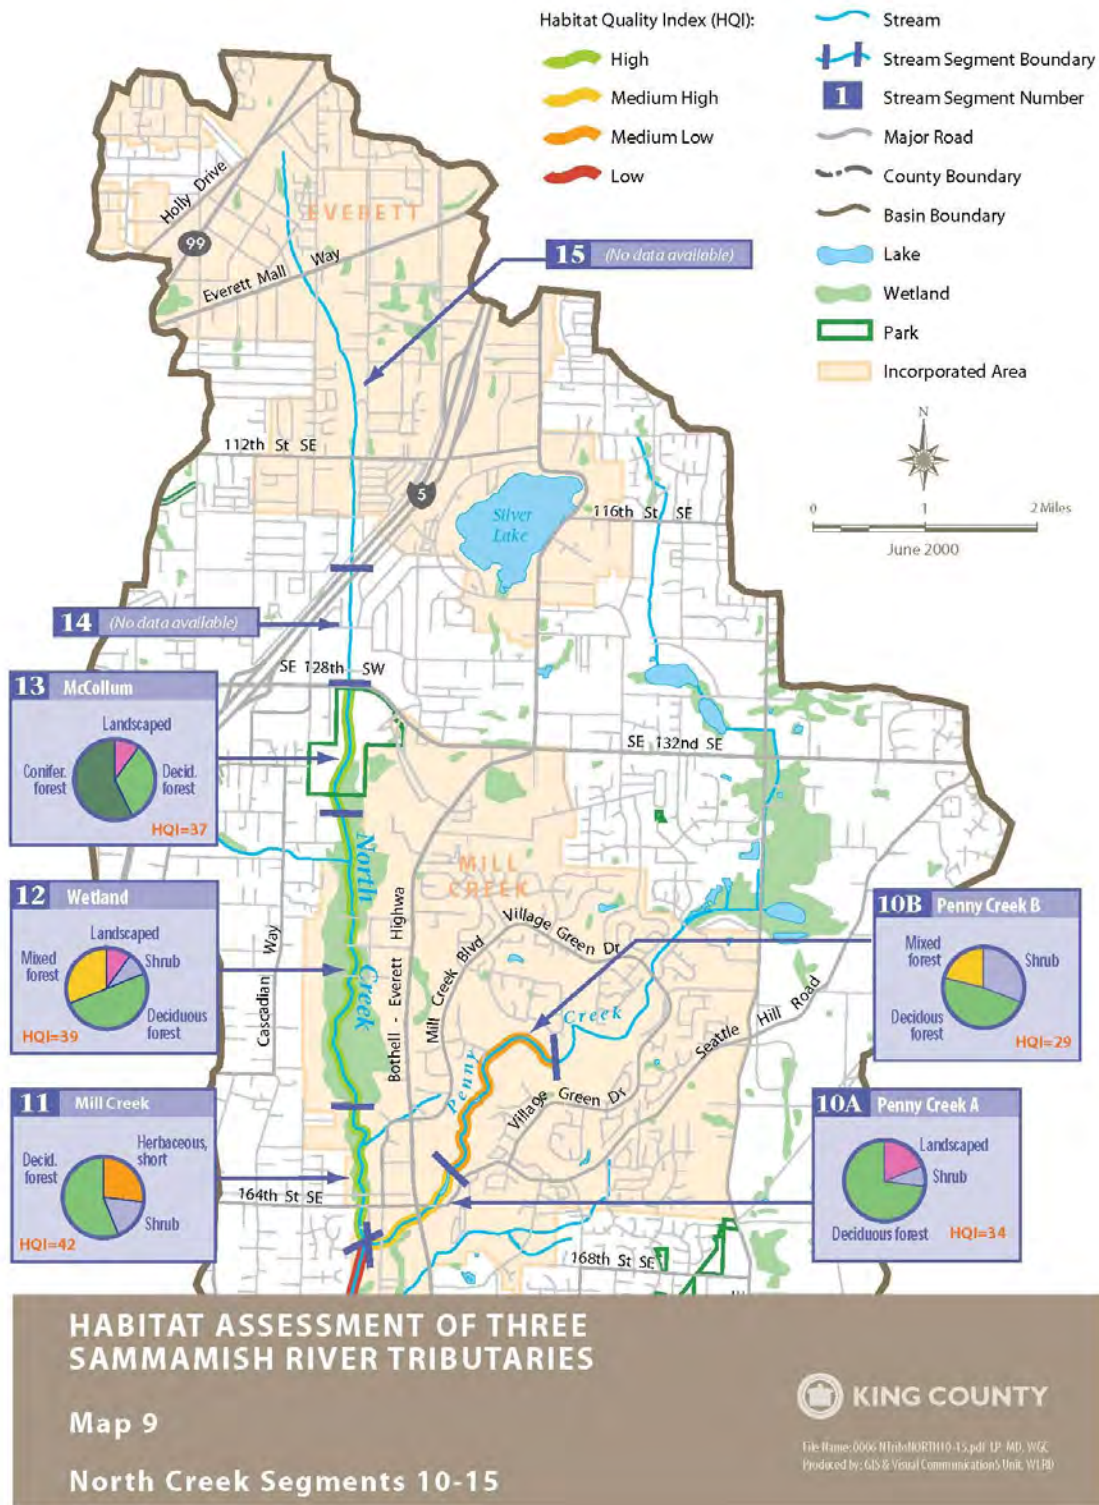 Habitat Quality Index (HQI):
High
Medium High
Medium Low
Low
Stream
Stream Segment Boundary
1 Stream Segment Number
Major Road
County Boundary
Basin Boundary
Lake
Wetland
Park
Incorporated Area
N
0 1 2 Miles
June 2000
Holly Drive
99
EVERETT
Everett Mall Way
15 (No data available)
112th St SE
5
Silver
Lake
116th St SE
14 (No data available)
SE 128th SW
13 McCollum
Landscaped
Conifer.
forest
Decid.
forest
HQI=37
SE 132nd SE
North
Creek
MILL
CREEK
12 Wetland
Landscaped
Mixed
forest
Shrub
Deciduous
forest
HQI=39
Cascadian Way
Bothell - Everett Highwa
Mill Creek Blvd
Village Green Dr
10B Penny Creek B
Mixed
forest
Shrub
Decidous
forest
HQI=29
Penny Creek
Seattle Hill Road
Village Green Dr
11 Mill Creek
Herbaceous,
short
Decid.
forest
Shrub
HQI=42
164th St SE
10A Penny Creek A
Landscaped
Shrub
Deciduous forest
HQI=34
168th St SE
HABITAT ASSESSMENT OF THREE
SAMMAMISH RIVER TRIBUTARIES
Map 9
North Creek Segments 10-15
KING COUNTY
Produced by: GIS & Visual Communications Unit, WLRD